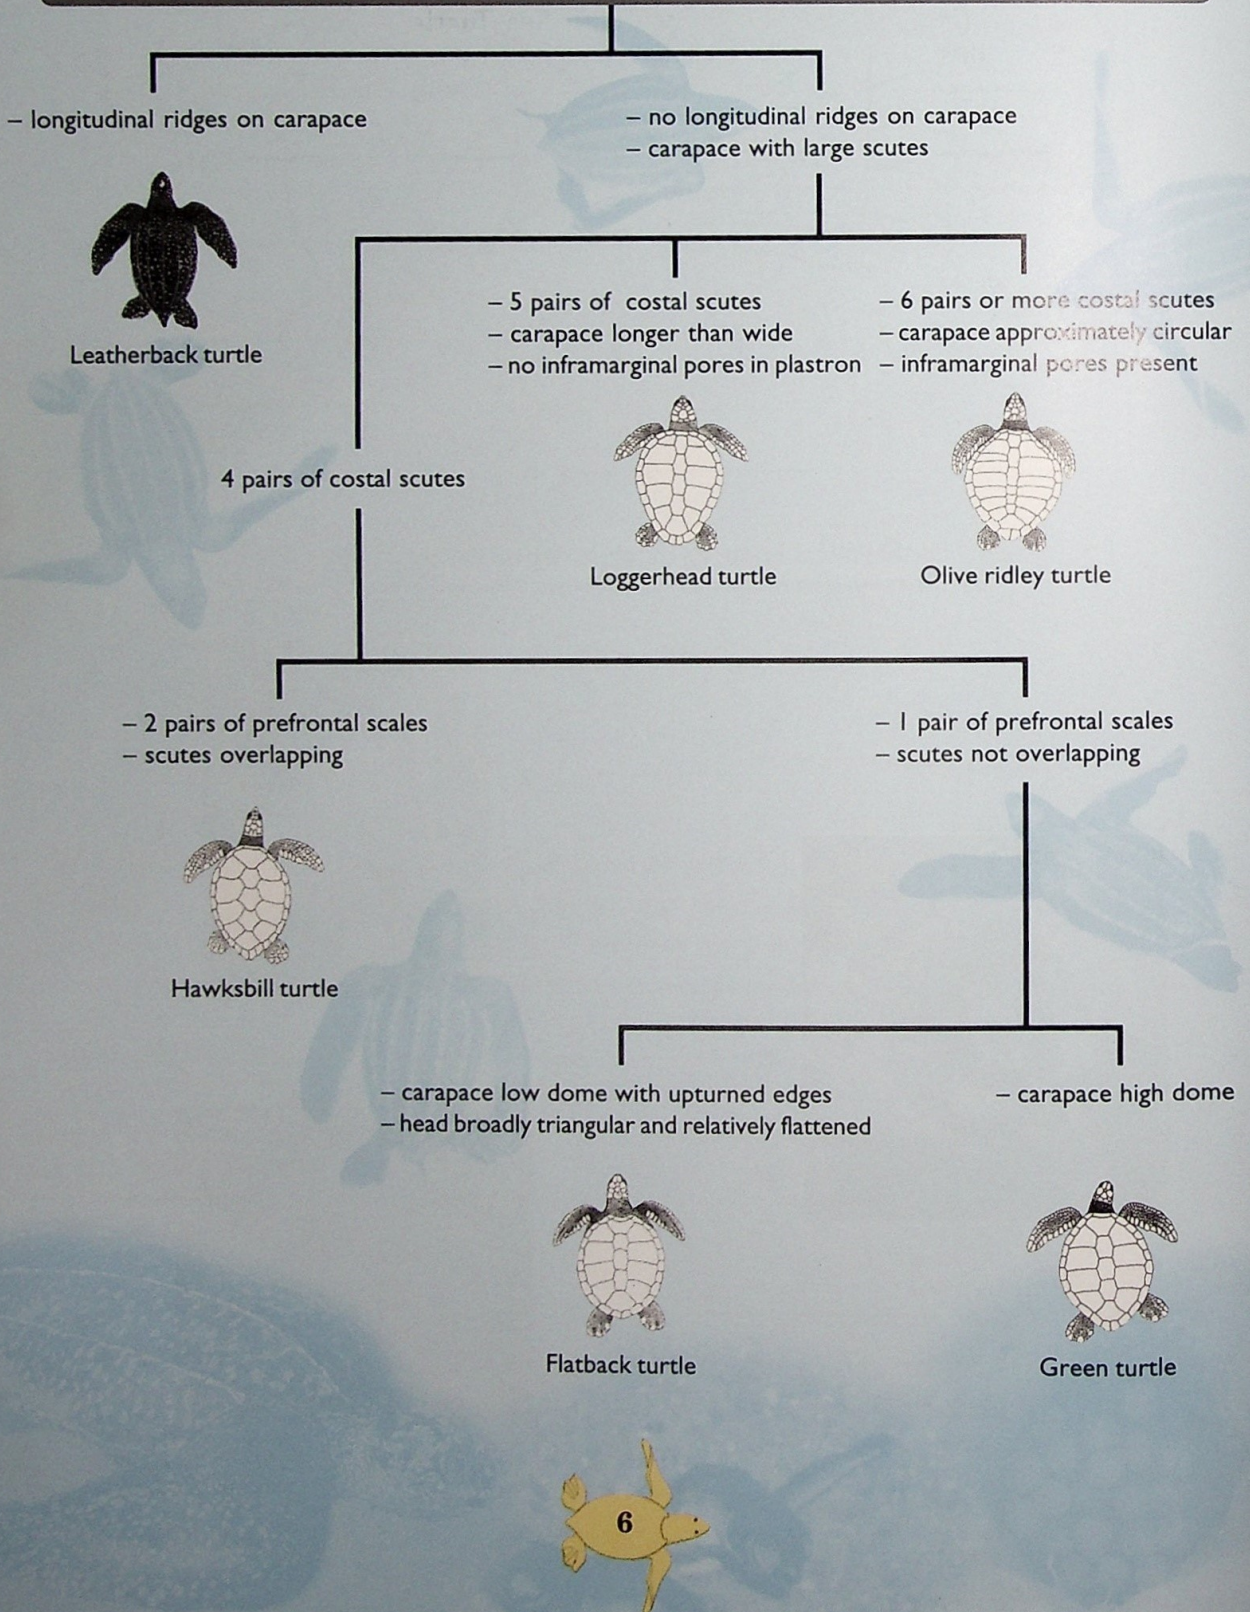 – longitudinal ridges on carapace
– no longitudinal ridges on carapace
– carapace with large scutes
Leatherback turtle
– 5 pairs of costal scutes
– carapace longer than wide
– no inframarginal pores in plastron
– 6 pairs or more costal scutes
– carapace approximately circular
– inframarginal pores present
4 pairs of costal scutes
Loggerhead turtle
Olive ridley turtle
– 2 pairs of prefrontal scales
– scutes overlapping
– 1 pair of prefrontal scales
– scutes not overlapping
Hawksbill turtle
– carapace low dome with upturned edges
– head broadly triangular and relatively flattened
– carapace high dome
Flatback turtle
Green turtle
6